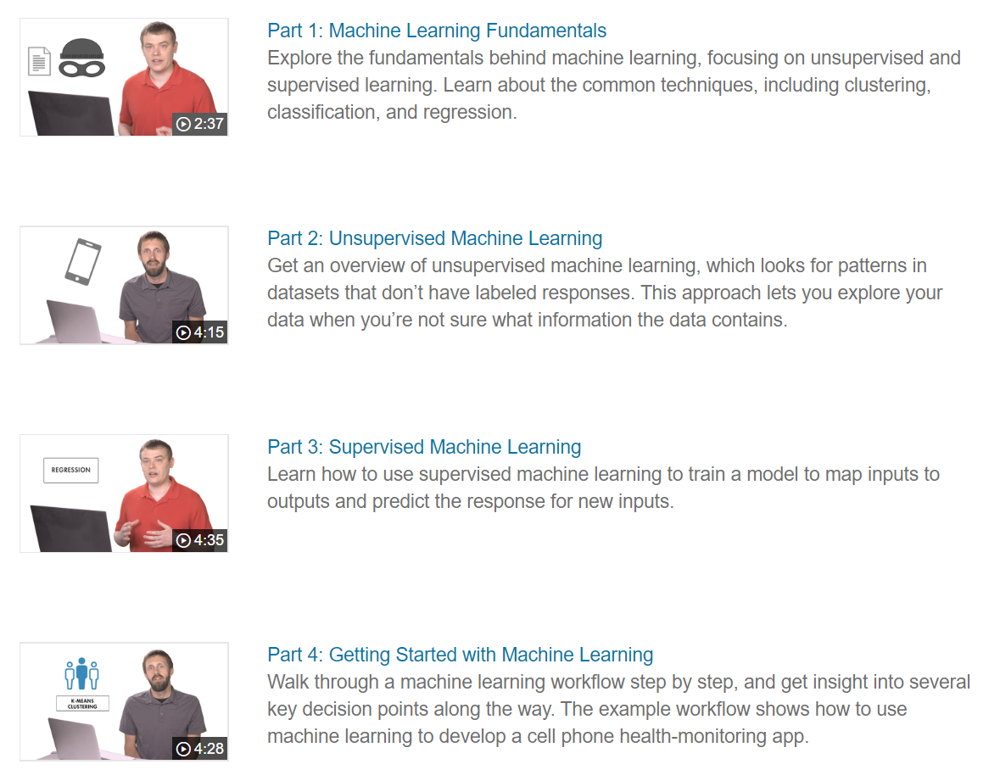 Part 1: Machine Learning Fundamentals
Explore the fundamentals behind machine learning, focusing on unsupervised and
supervised learning. Learn about the common techniques, including clustering,
classification, and regression.
2:37
Part 2: Unsupervised Machine Learning
Get an overview of unsupervised machine learning, which looks for patterns in
datasets that don’t have labeled responses. This approach lets you explore your
data when you’re not sure what information the data contains.
4:15
Part 3: Supervised Machine Learning
Learn how to use supervised machine learning to train a model to map inputs to
outputs and predict the response for new inputs.
REGRESSION
4:35
Part 4: Getting Started with Machine Learning
Walk through a machine learning workflow step by step, and get insight into several
key decision points along the way. The example workflow shows how to use
machine learning to develop a cell phone health-monitoring app.
K-MEANS
CLUSTERING
4:28